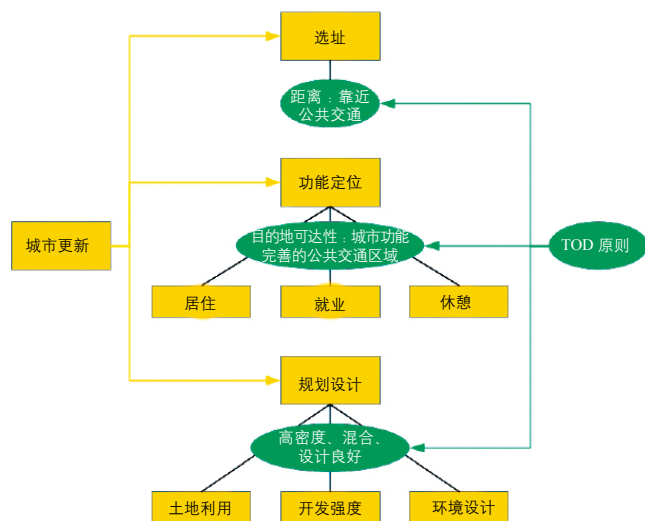 选址
距离：靠近
公共交通
功能定位
城市更新
目的地可达性：城市功能
完善的公共交通区域
TOD 原则
居住
就业
休憩
规划设计
高密度、混合、
设计良好
土地利用
开发强度
环境设计